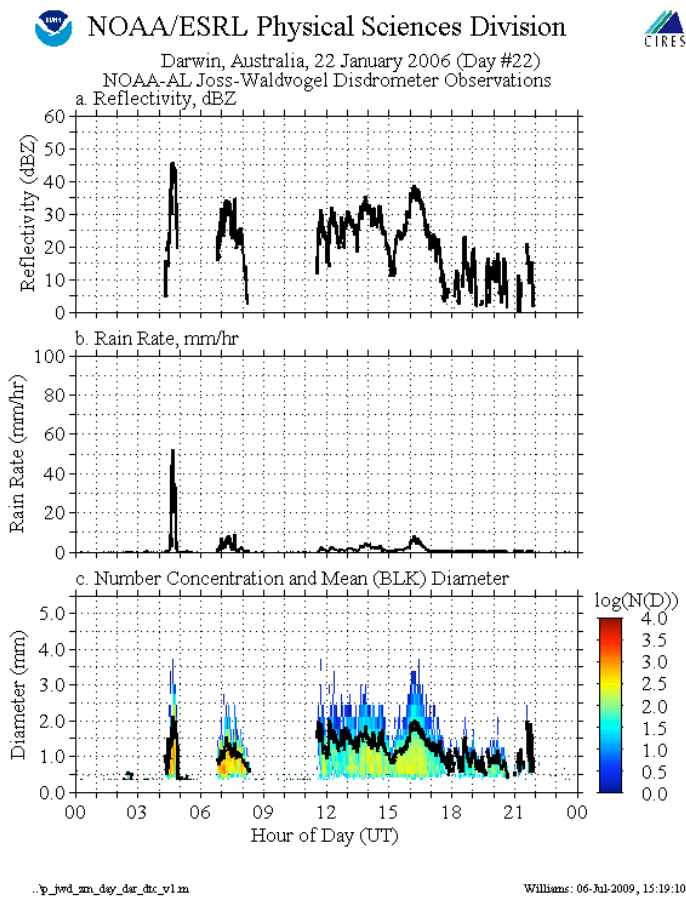 NOAA/ESRL Physical Sciences Division
CIRES
Darwin, Australia, 22 January 2006 (Day #22)
NOAA-AL Joss-Waldvogel Disdrometer Observations
a. Reflectivity, dBZ
Reflectivity (dBZ)
60
50
40
30
20
10
0
b. Rain Rate, mm/hr
Rain Rate (mm/hr)
100
80
60
40
20
0
c. Number Concentration and Mean (BLK) Diameter
Diameter (mm)
5.0
4.0
3.0
2.0
1.0
0.0
00 03 06 09 12 15 18 21 00
Hour of Day (UT)
log(N(D))
4.0
3.5
3.0
2.5
2.0
1.5
1.0
0.5
0.0
..\p_jwd_zm_day_dar_dtc_v1.m
Williams: 06-Jul-2009, 15:19:10